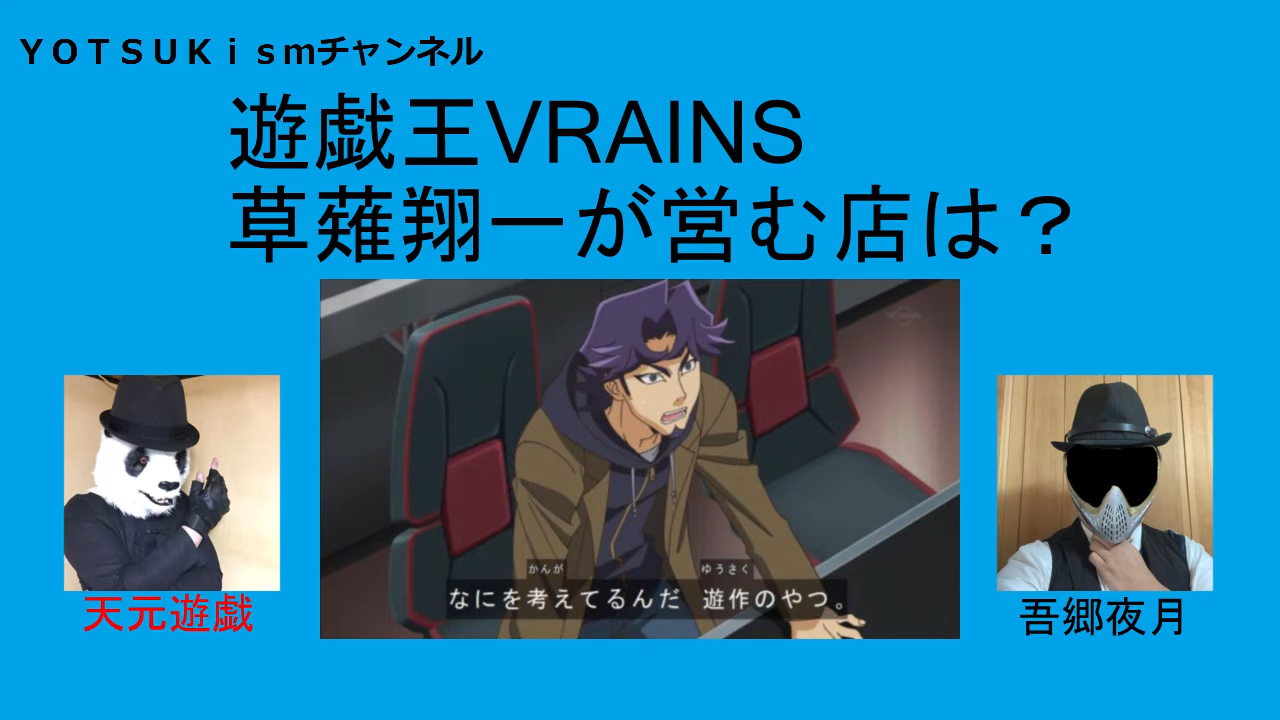 ＹＯＴＳＵＫｉｓｍチャンネル
遊戯王VRAINS
草薙翔一が営む店は？
かんが ゆうさく
なにを考えてるんだ 遊作のやつ。
天元遊戯
吾郷夜月